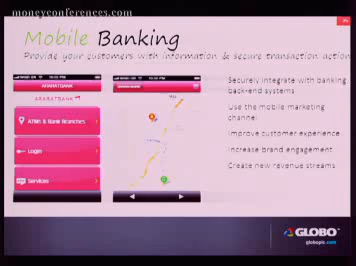 moneyconferences.com
Mobile Banking
Provide your customers with information & secure transaction action
ARARATBANK
ARARATBANK
ATMs & Bank Branches
Login
Services
Securely integrate with banking
back-end systems
Use the mobile marketing
channel
Improve customer experience
Increase brand engagement
Create new revenue streams
GLOBO
globoplc.com